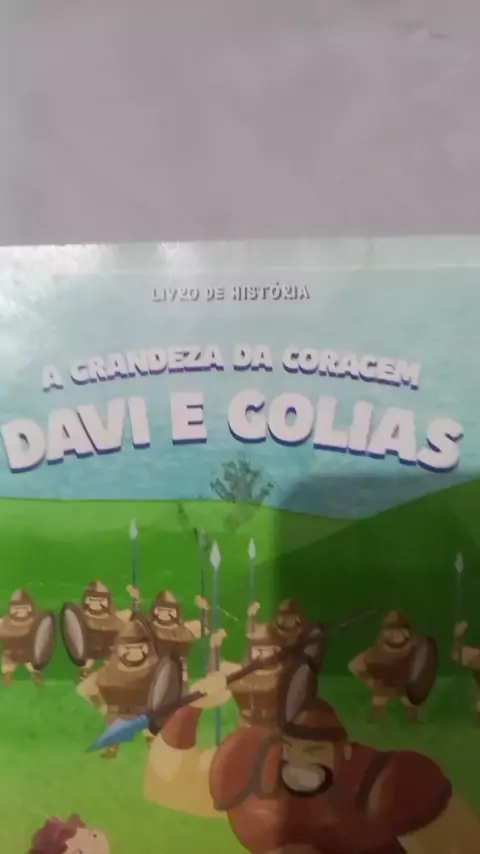 LIVRO DE HISTÓRIA
A GRANDEZA DA CORAGEM
DAVI E GOLIAS